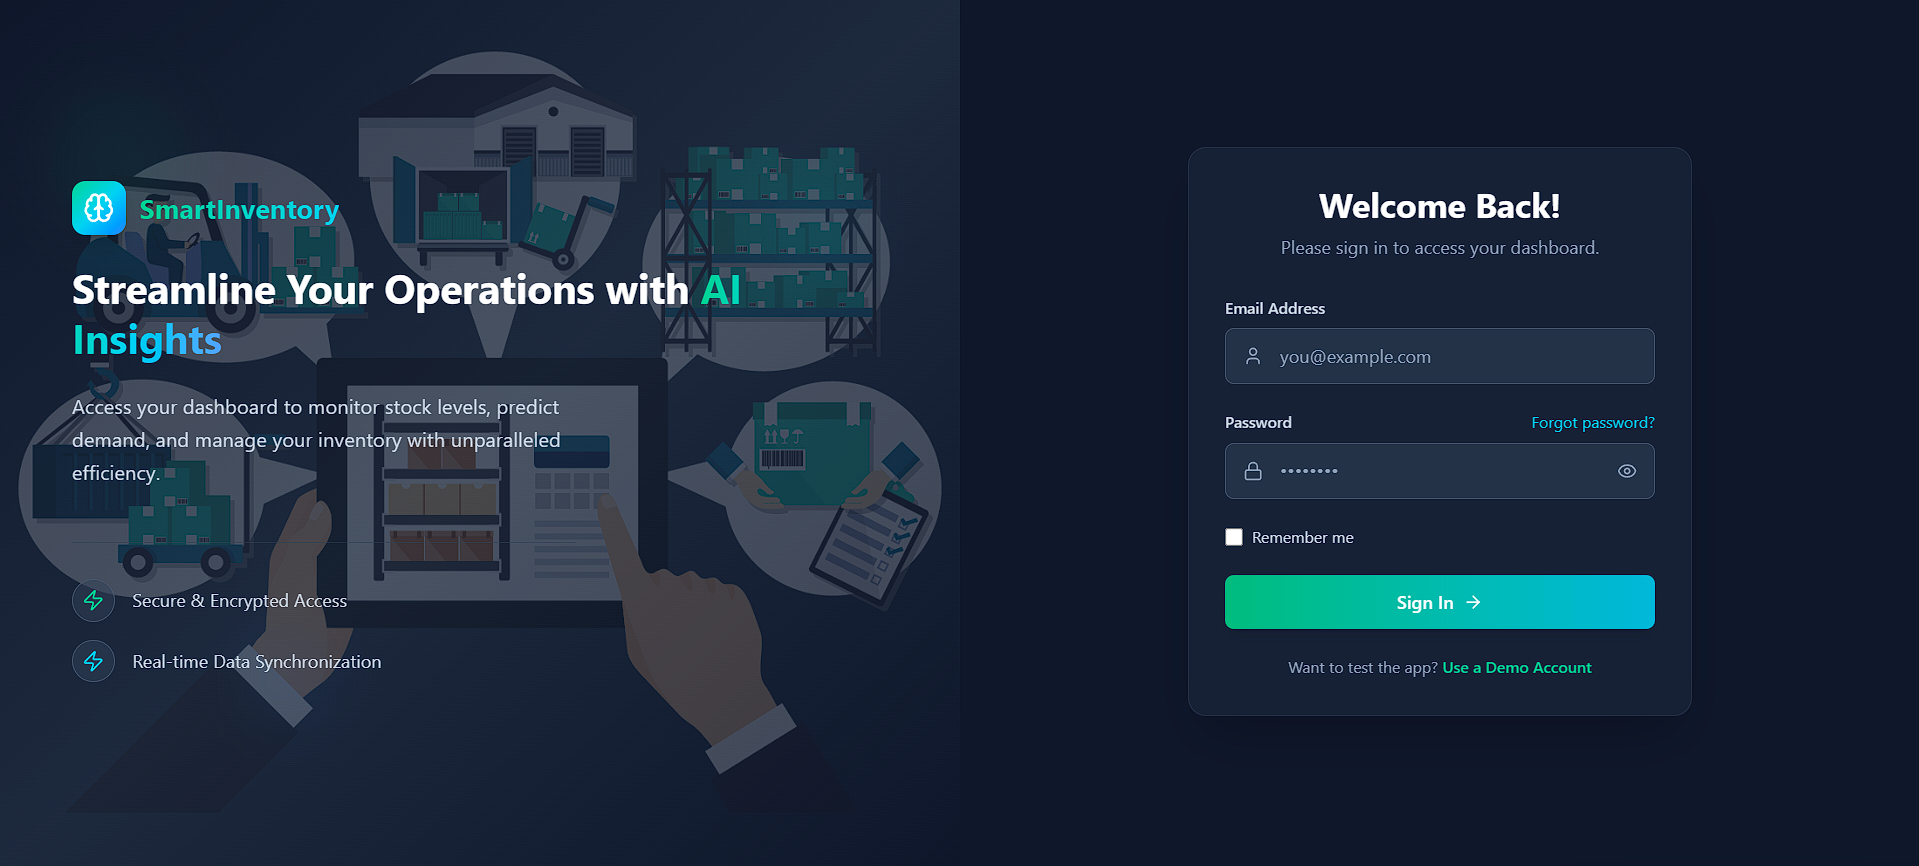 SmartInventory
Streamline Your Operations with AI
Insights
Access your dashboard to monitor stock levels, predict
demand, and manage your inventory with unparalleled
efficiency.
Secure & Encrypted Access
Real-time Data Synchronization
Welcome Back!
Please sign in to access your dashboard.
Email Address
you@example.com
Password
Forgot password?
••••••••
Remember me
Sign In →
Want to test the app? Use a Demo Account